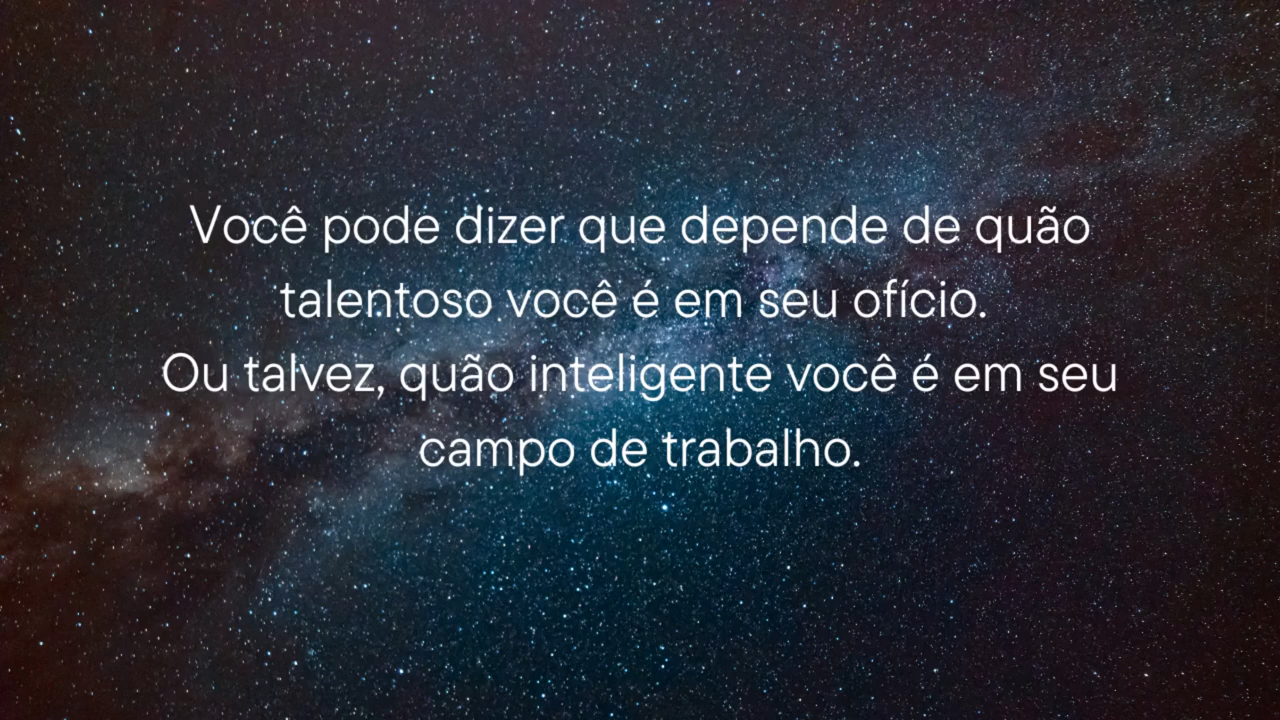 Você pode dizer que depende de quão
talentoso você é em seu ofício.
Ou talvez, quão inteligente você é em seu
campo de trabalho.